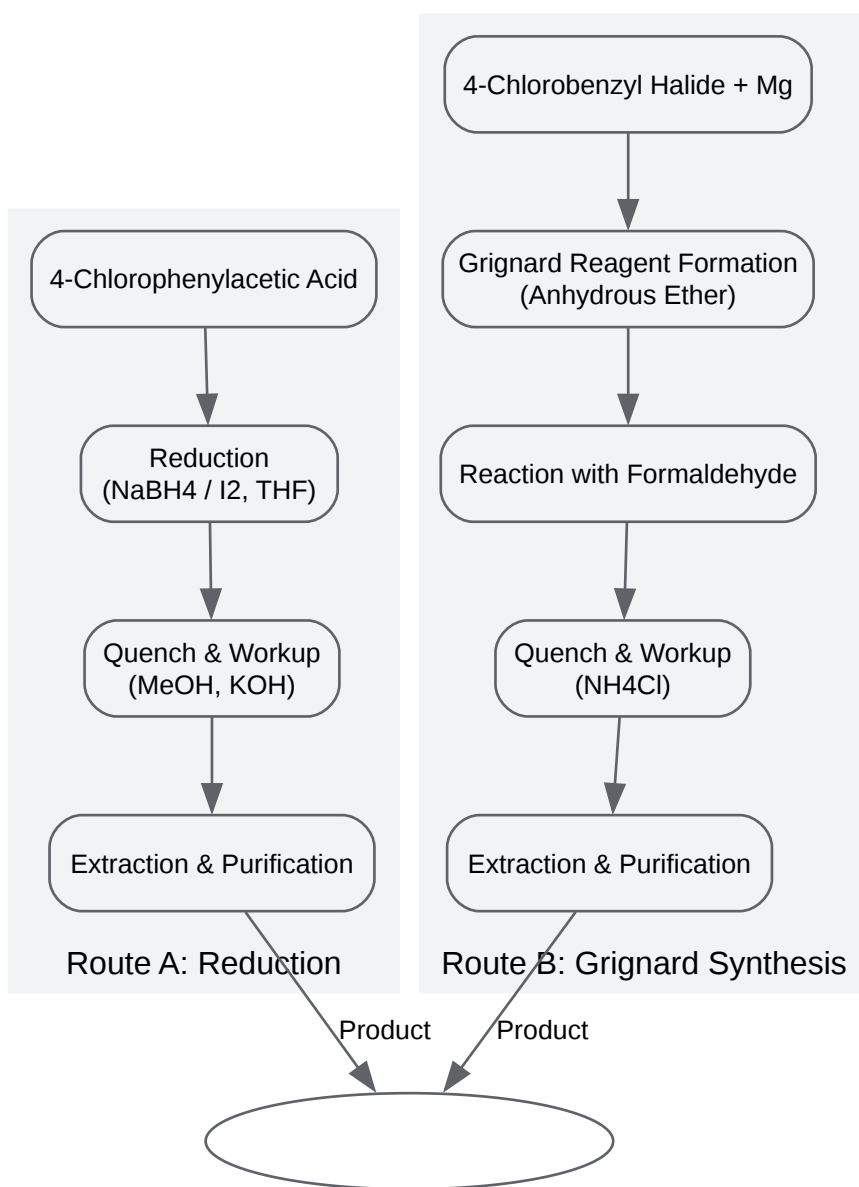 4-Chlorobenzyl Halide + Mg
Grignard Reagent Formation
(Anhydrous Ether)
Reaction with Formaldehyde
Quench & Workup
(NH4Cl)
Extraction & Purification
Route B: Grignard Synthesis
4-Chlorophenylacetic Acid
Reduction
(NaBH4 / I2, THF)
Quench & Workup
(MeOH, KOH)
Extraction & Purification
Route A: Reduction
Product
Product